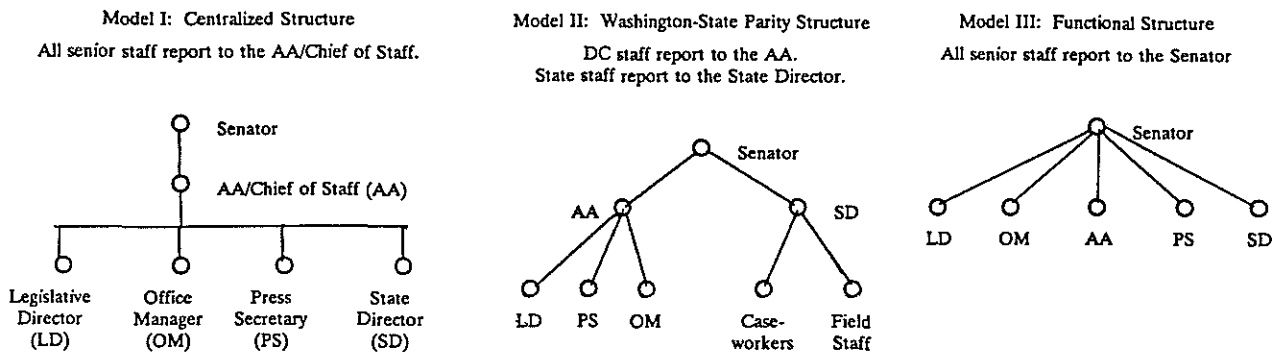 Model I: Centralized Structure
All senior staff report to the AA/Chief of Staff.
Senator
AA/Chief of Staff (AA)
Legislative
Director
(LD)
Office
Manager
(OM)
Press
Secretary
(PS)
State
Director
(SD)
Model II: Washington-State Parity Structure
DC staff report to the AA.
State staff report to the State Director.
Senator
AA
SD
LD
PS
OM
Case-
workers
Field
Staff
Model III: Functional Structure
All senior staff report to the Senator
Senator
LD
OM
AA
PS
SD